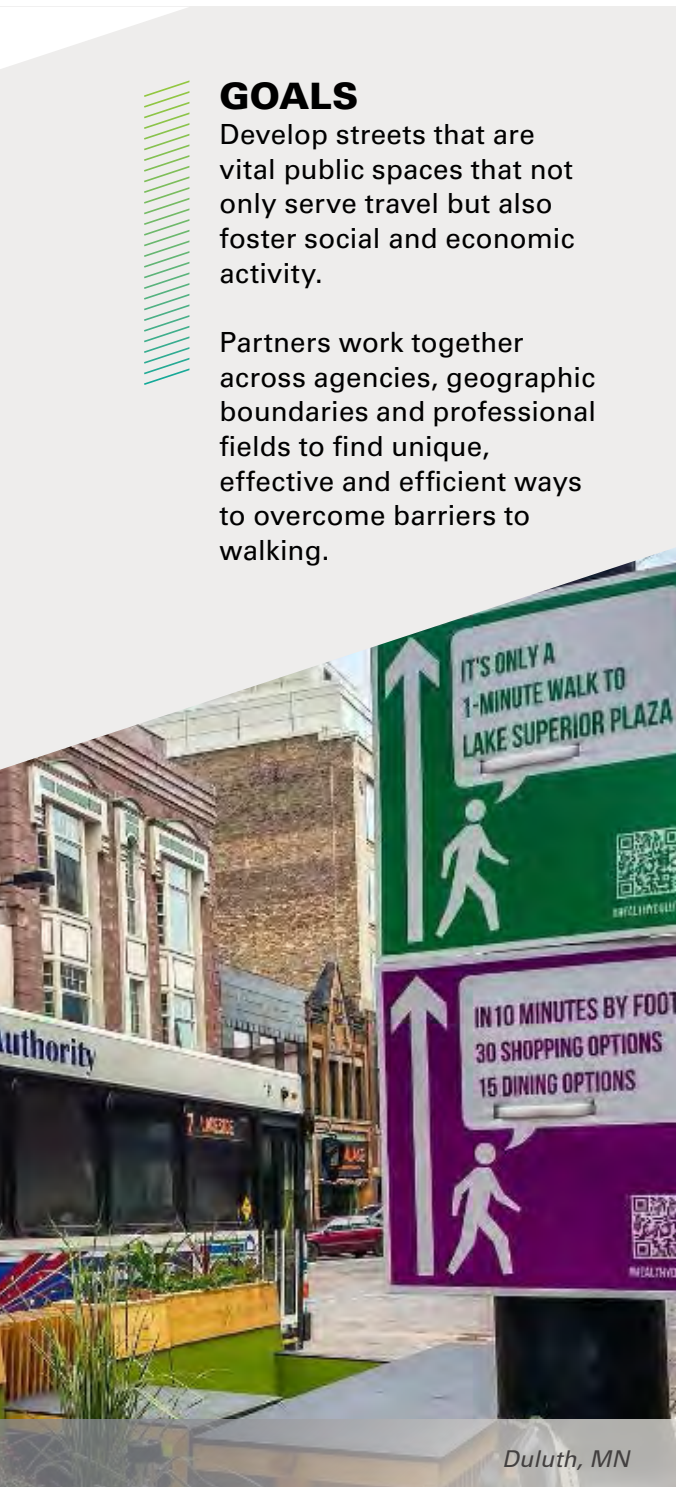 GOALS
Develop streets that are
vital public spaces that not
only serve travel but also
foster social and economic
activity.
Partners work together
across agencies, geographic
boundaries and professional
fields to find unique,
effective and efficient ways
to overcome barriers to
walking.
IT'S ONLY A
1-MINUTE WALK TO
LAKE SUPERIOR PLAZA
IN 10 MINUTES BY FOOT
30 SHOPPING OPTIONS
15 DINING OPTIONS
Authority
7 LAKESIDE
Duluth, MN